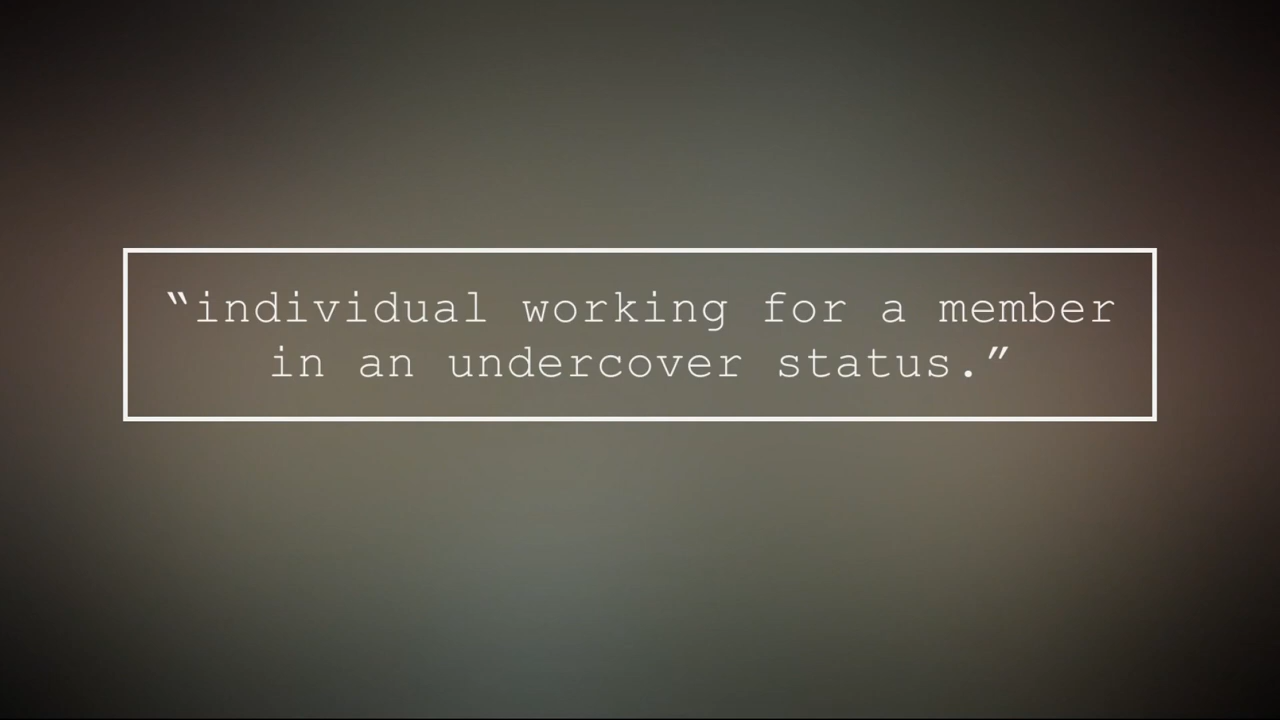 “individual working for a member
in an undercover status.”